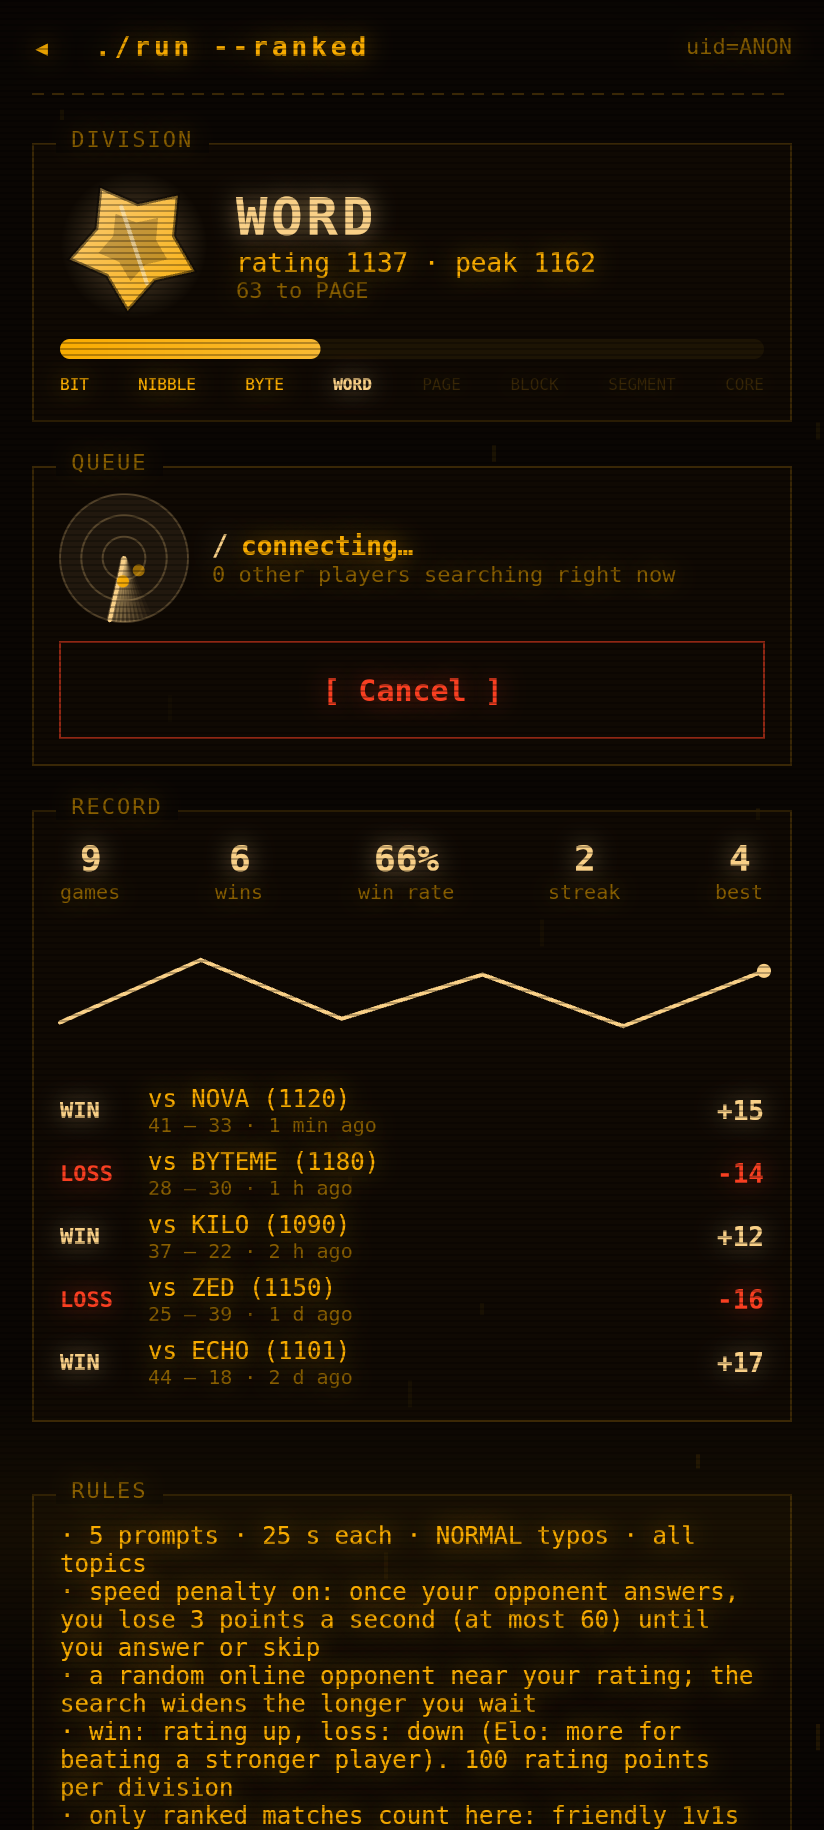 ◄ ./run --ranked uid=ANON
DIVISION
WORD
rating 1137 · peak 1162
63 to PAGE
BIT NIBBLE BYTE WORD PAGE BLOCK SEGMENT CORE
QUEUE
/ connecting…
0 other players searching right now
[ Cancel ]
RECORD
9 6 66% 2 4
games wins win rate streak best
WIN vs NOVA (1120) +15
41 — 33 · 1 min ago
LOSS vs BYTEME (1180) -14
28 — 30 · 1 h ago
WIN vs KILO (1090) +12
37 — 22 · 2 h ago
LOSS vs ZED (1150) -16
25 — 39 · 1 d ago
WIN vs ECHO (1101) +17
44 — 18 · 2 d ago
RULES
· 5 prompts · 25 s each · NORMAL typos · all
topics
· speed penalty on: once your opponent answers,
you lose 3 points a second (at most 60) until
you answer or skip
· a random online opponent near your rating; the
search widens the longer you wait
· win: rating up, loss: down (Elo: more for
beating a stronger player). 100 rating points
per division
· only ranked matches count here: friendly 1v1s